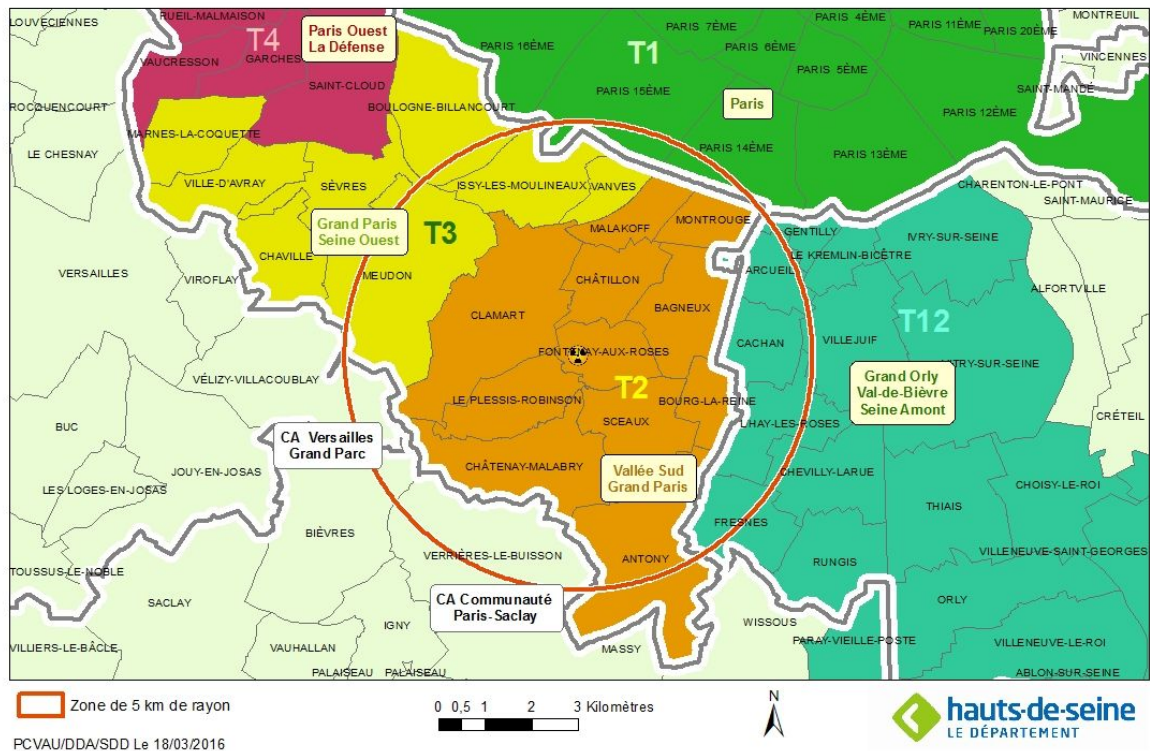 LOUVECIENNES
RUEIL-MALMAISON
T4
Paris Ouest
La Défense
PARIS 7ÈME
PARIS 4ÈME
PARIS 11ÈME
PARIS 20ÈME
MONTREUIL
VAUCRESSON
GARCHES
PARIS 16ÈME
T1
PARIS 6ÈME
VINCENNES
SAINT-CLOUD
PARIS 5ÈME
ROCQUENCOURT
BOULOGNE-BILLANCOURT
PARIS 15ÈME
Paris
SAINT-MANDÉ
PARIS 12ÈME
MARNES-LA-COQUETTE
LE CHESNAY
PARIS 14ÈME
PARIS 13ÈME
VILLE-D'AVRAY
SÈVRES
ISSY-LES-MOULINEAUX
VANVES
CHARENTON-LE-PONT
SAINT-MAURICE
Grand Paris
Seine Ouest
T3
MALAKOFF
MONTROUGE
GENTILLY
IVRY-SUR-SEINE
CHAVILLE
LE KREMLIN-BICÊTRE
VERSAILLES
VIROFLAY
MEUDON
CHÂTILLON
ARCUEIL
ALFORTVILLE
CLAMART
BAGNEUX
T12
CACHAN
VILLEJUIF
FONTENAY-AUX-ROSES
ITRY-SUR-SEINE
VÉLIZY-VILLACOUBLAY
T2
Grand Orly
Val-de-Bièvre
Seine Amont
LE PLESSIS-ROBINSON
BOURG-LA-REINE
CRÉTEIL
BUC
SCEAUX
L'HAY-LES-ROSES
CA Versailles
Grand Parc
JOUY-EN-JOSAS
CHÂTENAY-MALABRY
Vallée Sud
Grand Paris
CHEVILLY-LARUE
CHOISY-LE-ROI
LES LOGES-EN-JOSAS
THIAIS
BIÈVRES
FRESNES
VERRIÈRES-LE-BUISSON
ANTONY
VILLENEUVE-SAINT-GEORGES
RUNGIS
TOUSSUS-LE-NOBLE
SACLAY
CA Communauté
Paris-Saclay
ORLY
IGNY
WISSOUS
VILLIERS-LE-BÂCLE
VAUHALLAN
MASSY
PARAY-VIEILLE-POSTE
VILLENEUVE-LE-ROI
PALAISEAU
PALAISEAU
ABLON-SUR-SEINE
Zone de 5 km de rayon
0 0,5 1 2 3 Kilomètres
N
hauts-de-seine
LE DÉPARTEMENT
PCVAU/DDA/SDD Le 18/03/2016